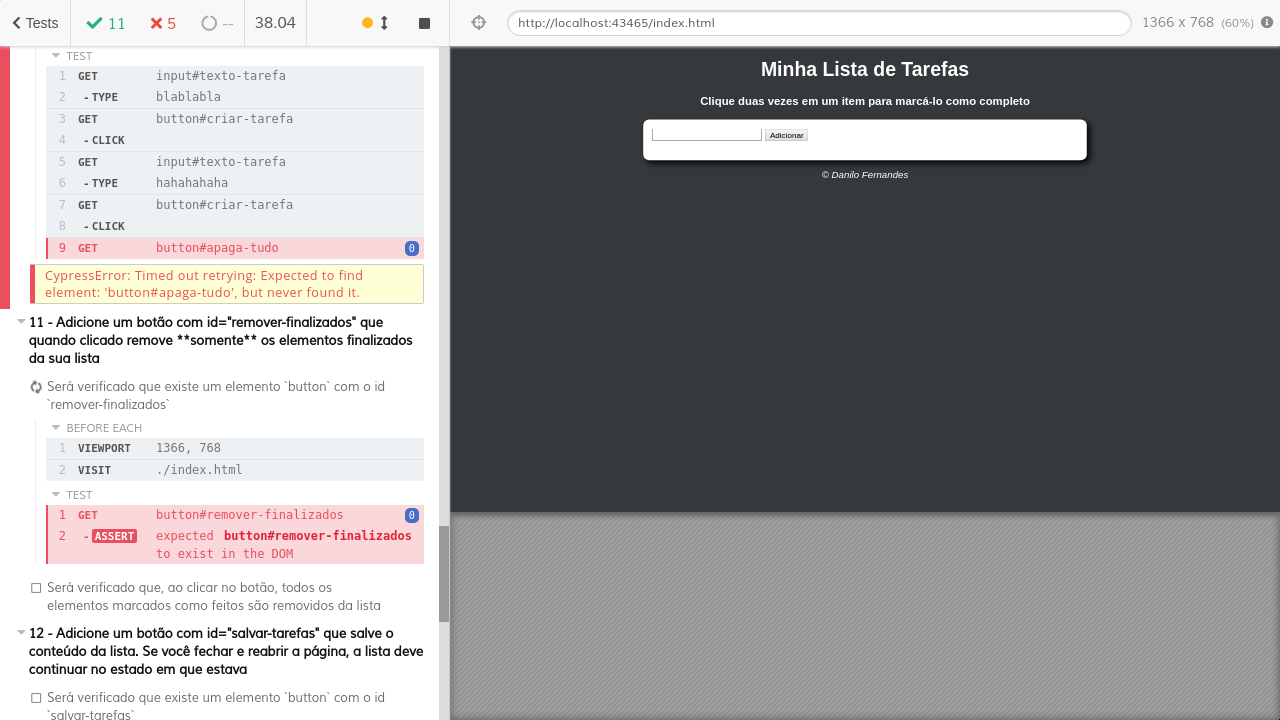 Tests
11
5
--
38.04
http://localhost:43465/index.html
1366 x 768 (60%)
TEST
1 GET input#texto-tarefa
2 - TYPE blablabla
3 GET button#criar-tarefa
4 - CLICK
5 GET input#texto-tarefa
6 - TYPE hahahahaha
7 GET button#criar-tarefa
8 - CLICK
9 GET button#apaga-tudo 0
CypressError: Timed out retrying: Expected to find
element: 'button#apaga-tudo', but never found it.
11 - Adicione um botão com id="remover-finalizados" que
quando clicado remove **somente** os elementos finalizados
da sua lista
Será verificado que existe um elemento `button` com o id
`remover-finalizados`
BEFORE EACH
1 VIEWPORT 1366, 768
2 VISIT ./index.html
TEST
1 GET button#remover-finalizados 0
2 - ASSERT expected button#remover-finalizados
to exist in the DOM
Será verificado que, ao clicar no botão, todos os
elementos marcados como feitos são removidos da lista
12 - Adicione um botão com id="salvar-tarefas" que salve o
conteúdo da lista. Se você fechar e reabrir a página, a lista deve
continuar no estado em que estava
Será verificado que existe um elemento `button` com o id
`salvar-tarefas`
Minha Lista de Tarefas
Clique duas vezes em um item para marcá-lo como completo
Adicionar
© Danilo Fernandes